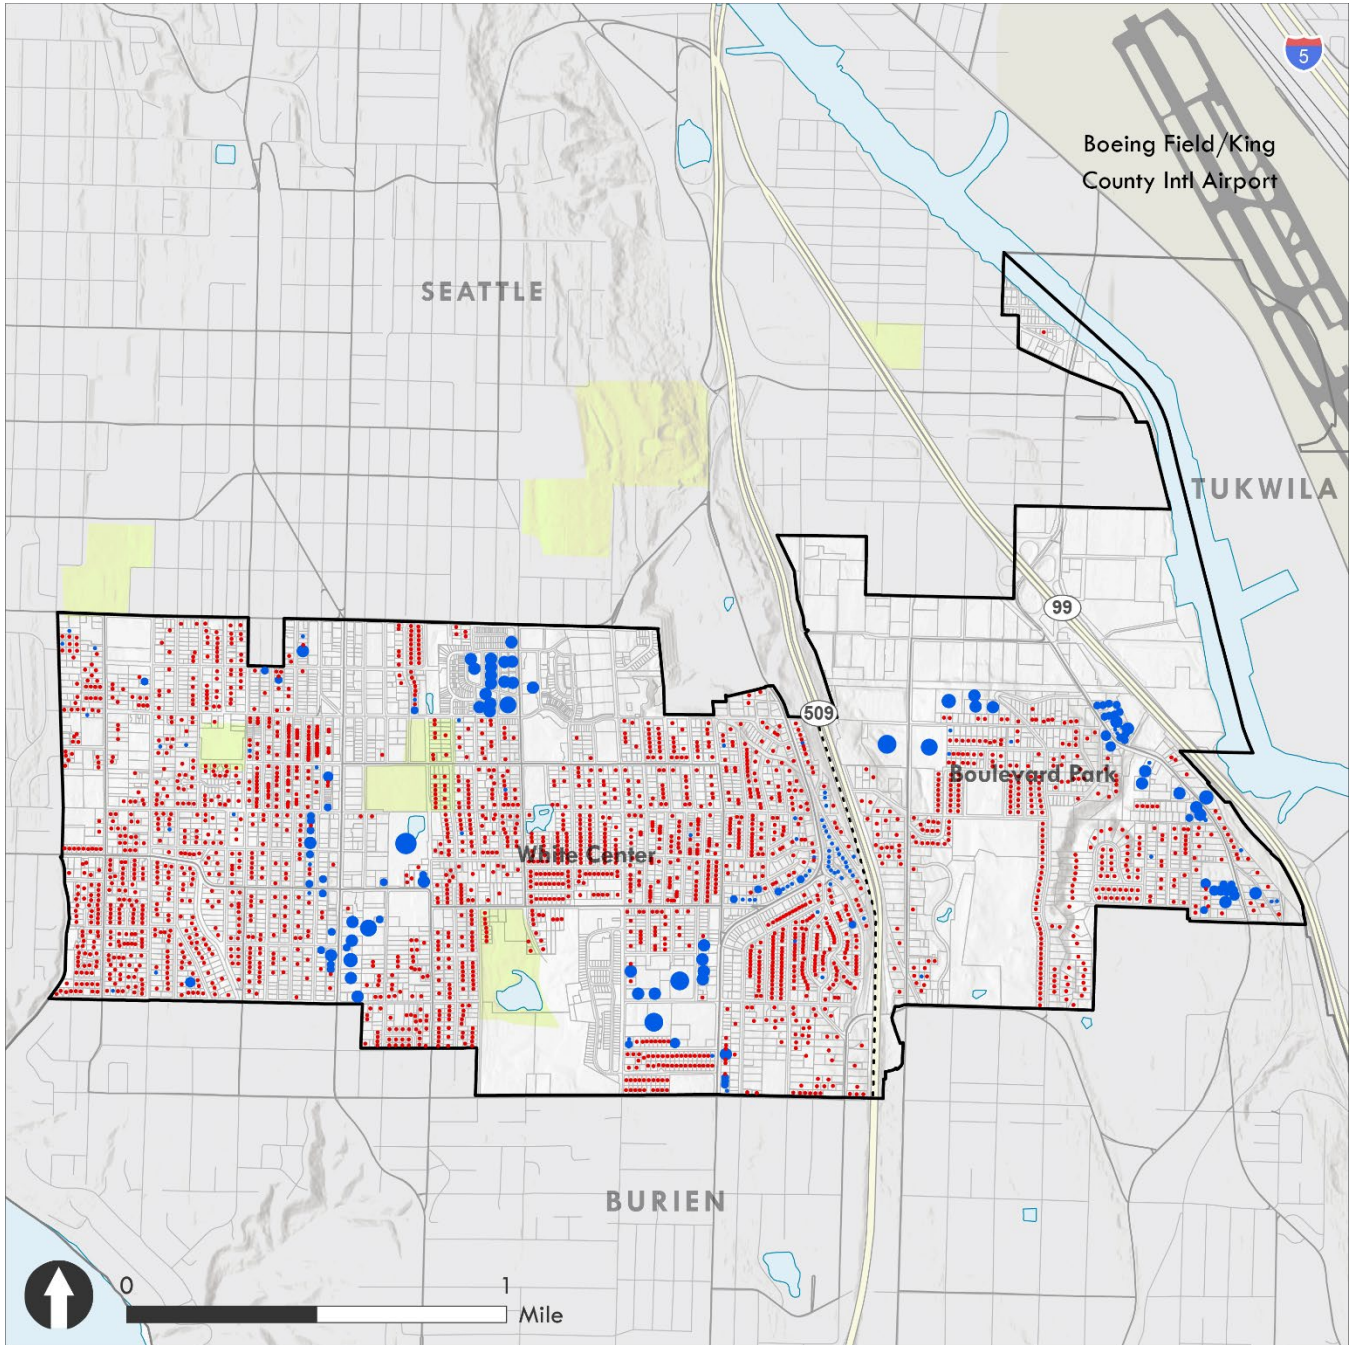 5
Boeing Field/King
County Intl Airport
SEATTLE
TUKWILA
99
509
Boulevard Park
White Center
BURIEN
0 1
Mile